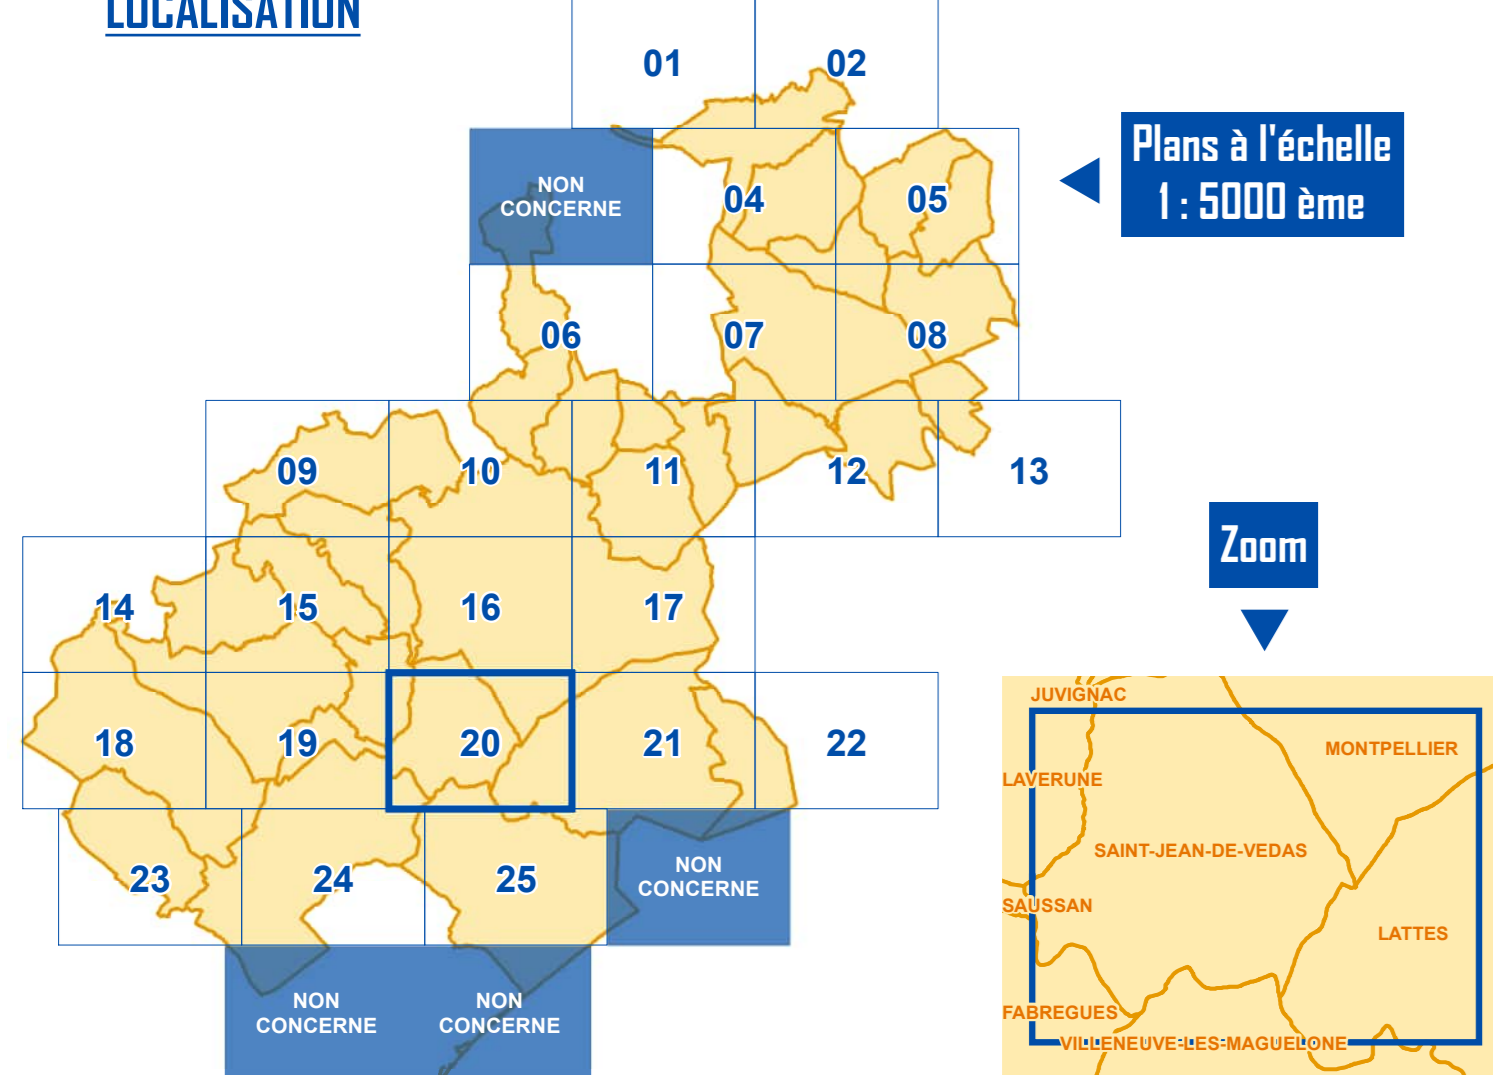 LOCALISATION
01
02
NON
CONCERNE
04
05
Plans à l'échelle
1 : 5000 ème
06
07
08
09
10
11
12
13
14
15
16
17
Zoom
18
19
20
21
22
23
24
25
NON
CONCERNE
NON
CONCERNE
NON
CONCERNE
JUVIGNAC
MONTPELLIER
LAVERUNE
SAINT-JEAN-DE-VEDAS
SAUSSAN
LATTES
FABREGUES
VILLENEUVE-LES-MAGUELONE